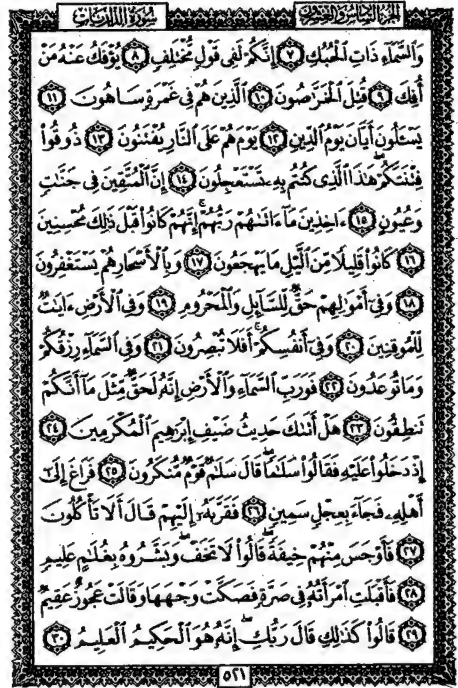 الجزء السادس والعشرون
سورة الذاريات
وَالسَّمَآءِ ذَاتِ ٱلْحُبُكِ ۝٧ إِنَّكُمْ لَفِى قَوْلٍ مُّخْتَلِفٍ ۝٨ يُؤْفَكُ عَنْهُ مَنْ
أُفِكَ ۝٩ قُتِلَ ٱلْخَرَّٰصُونَ ۝١٠ ٱلَّذِينَ هُمْ فِى غَمْرَةٍ سَاهُونَ ۝١١
يَسْـَٔلُونَ أَيَّانَ يَوْمُ ٱلدِّينِ ۝١٢ يَوْمَ هُمْ عَلَى ٱلنَّارِ يُفْتَنُونَ ۝١٣ ذُوقُوا۟
فِتْنَتَكُمْ هَٰذَا ٱلَّذِى كُنتُم بِهِۦ تَسْتَعْجِلُونَ ۝١٤ إِنَّ ٱلْمُتَّقِينَ فِى جَنَّٰتٍ
وَعُيُونٍ ۝١٥ ءَاخِذِينَ مَآ ءَاتَىٰهُمْ رَبُّهُمْ ۚ إِنَّهُمْ كَانُوا۟ قَبْلَ ذَٰلِكَ مُحْسِنِينَ
۝١٦ كَانُوا۟ قَلِيلًا مِّنَ ٱلَّيْلِ مَا يَهْجَعُونَ ۝١٧ وَبِٱلْأَسْحَارِ هُمْ يَسْتَغْفِرُونَ
۝١٨ وَفِىٓ أَمْوَٰلِهِمْ حَقٌّ لِّلسَّآئِلِ وَٱلْمَحْرُومِ ۝١٩ وَفِى ٱلْأَرْضِ ءَايَٰتٌ
لِّلْمُوقِنِينَ ۝٢٠ وَفِىٓ أَنفُسِكُمْ ۚ أَفَلَا تُبْصِرُونَ ۝٢١ وَفِى ٱلسَّمَآءِ رِزْقُكُمْ
وَمَا تُوعَدُونَ ۝٢٢ فَوَرَبِّ ٱلسَّمَآءِ وَٱلْأَرْضِ إِنَّهُۥ لَحَقٌّ مِّثْلَ مَآ أَنَّكُمْ
تَنطِقُونَ ۝٢٣ هَلْ أَتَىٰكَ حَدِيثُ ضَيْفِ إِبْرَٰهِيمَ ٱلْمُكْرَمِينَ ۝٢٤
إِذْ دَخَلُوا۟ عَلَيْهِ فَقَالُوا۟ سَلَٰمًا ۖ قَالَ سَلَٰمٌ قَوْمٌ مُّنكَرُونَ ۝٢٥ فَرَاغَ إِلَىٰٓ
أَهْلِهِۦ فَجَآءَ بِعِجْلٍ سَمِينٍ ۝٢٦ فَقَرَّبَهُۥٓ إِلَيْهِمْ قَالَ أَلَا تَأْكُلُونَ
۝٢٧ فَأَوْجَسَ مِنْهُمْ خِيفَةً ۖ قَالُوا۟ لَا تَخَفْ ۖ وَبَشَّرُوهُ بِغُلَٰمٍ عَلِيمٍ
۝٢٨ فَأَقْبَلَتِ ٱمْرَأَتُهُۥ فِى صَرَّةٍ فَصَكَّتْ وَجْهَهَا وَقَالَتْ عَجُوزٌ عَقِيمٌ
۝٢٩ قَالُوا۟ كَذَٰلِكِ قَالَ رَبُّكِ ۖ إِنَّهُۥ هُوَ ٱلْحَكِيمُ ٱلْعَلِيمُ ۝٣٠
٥٢١